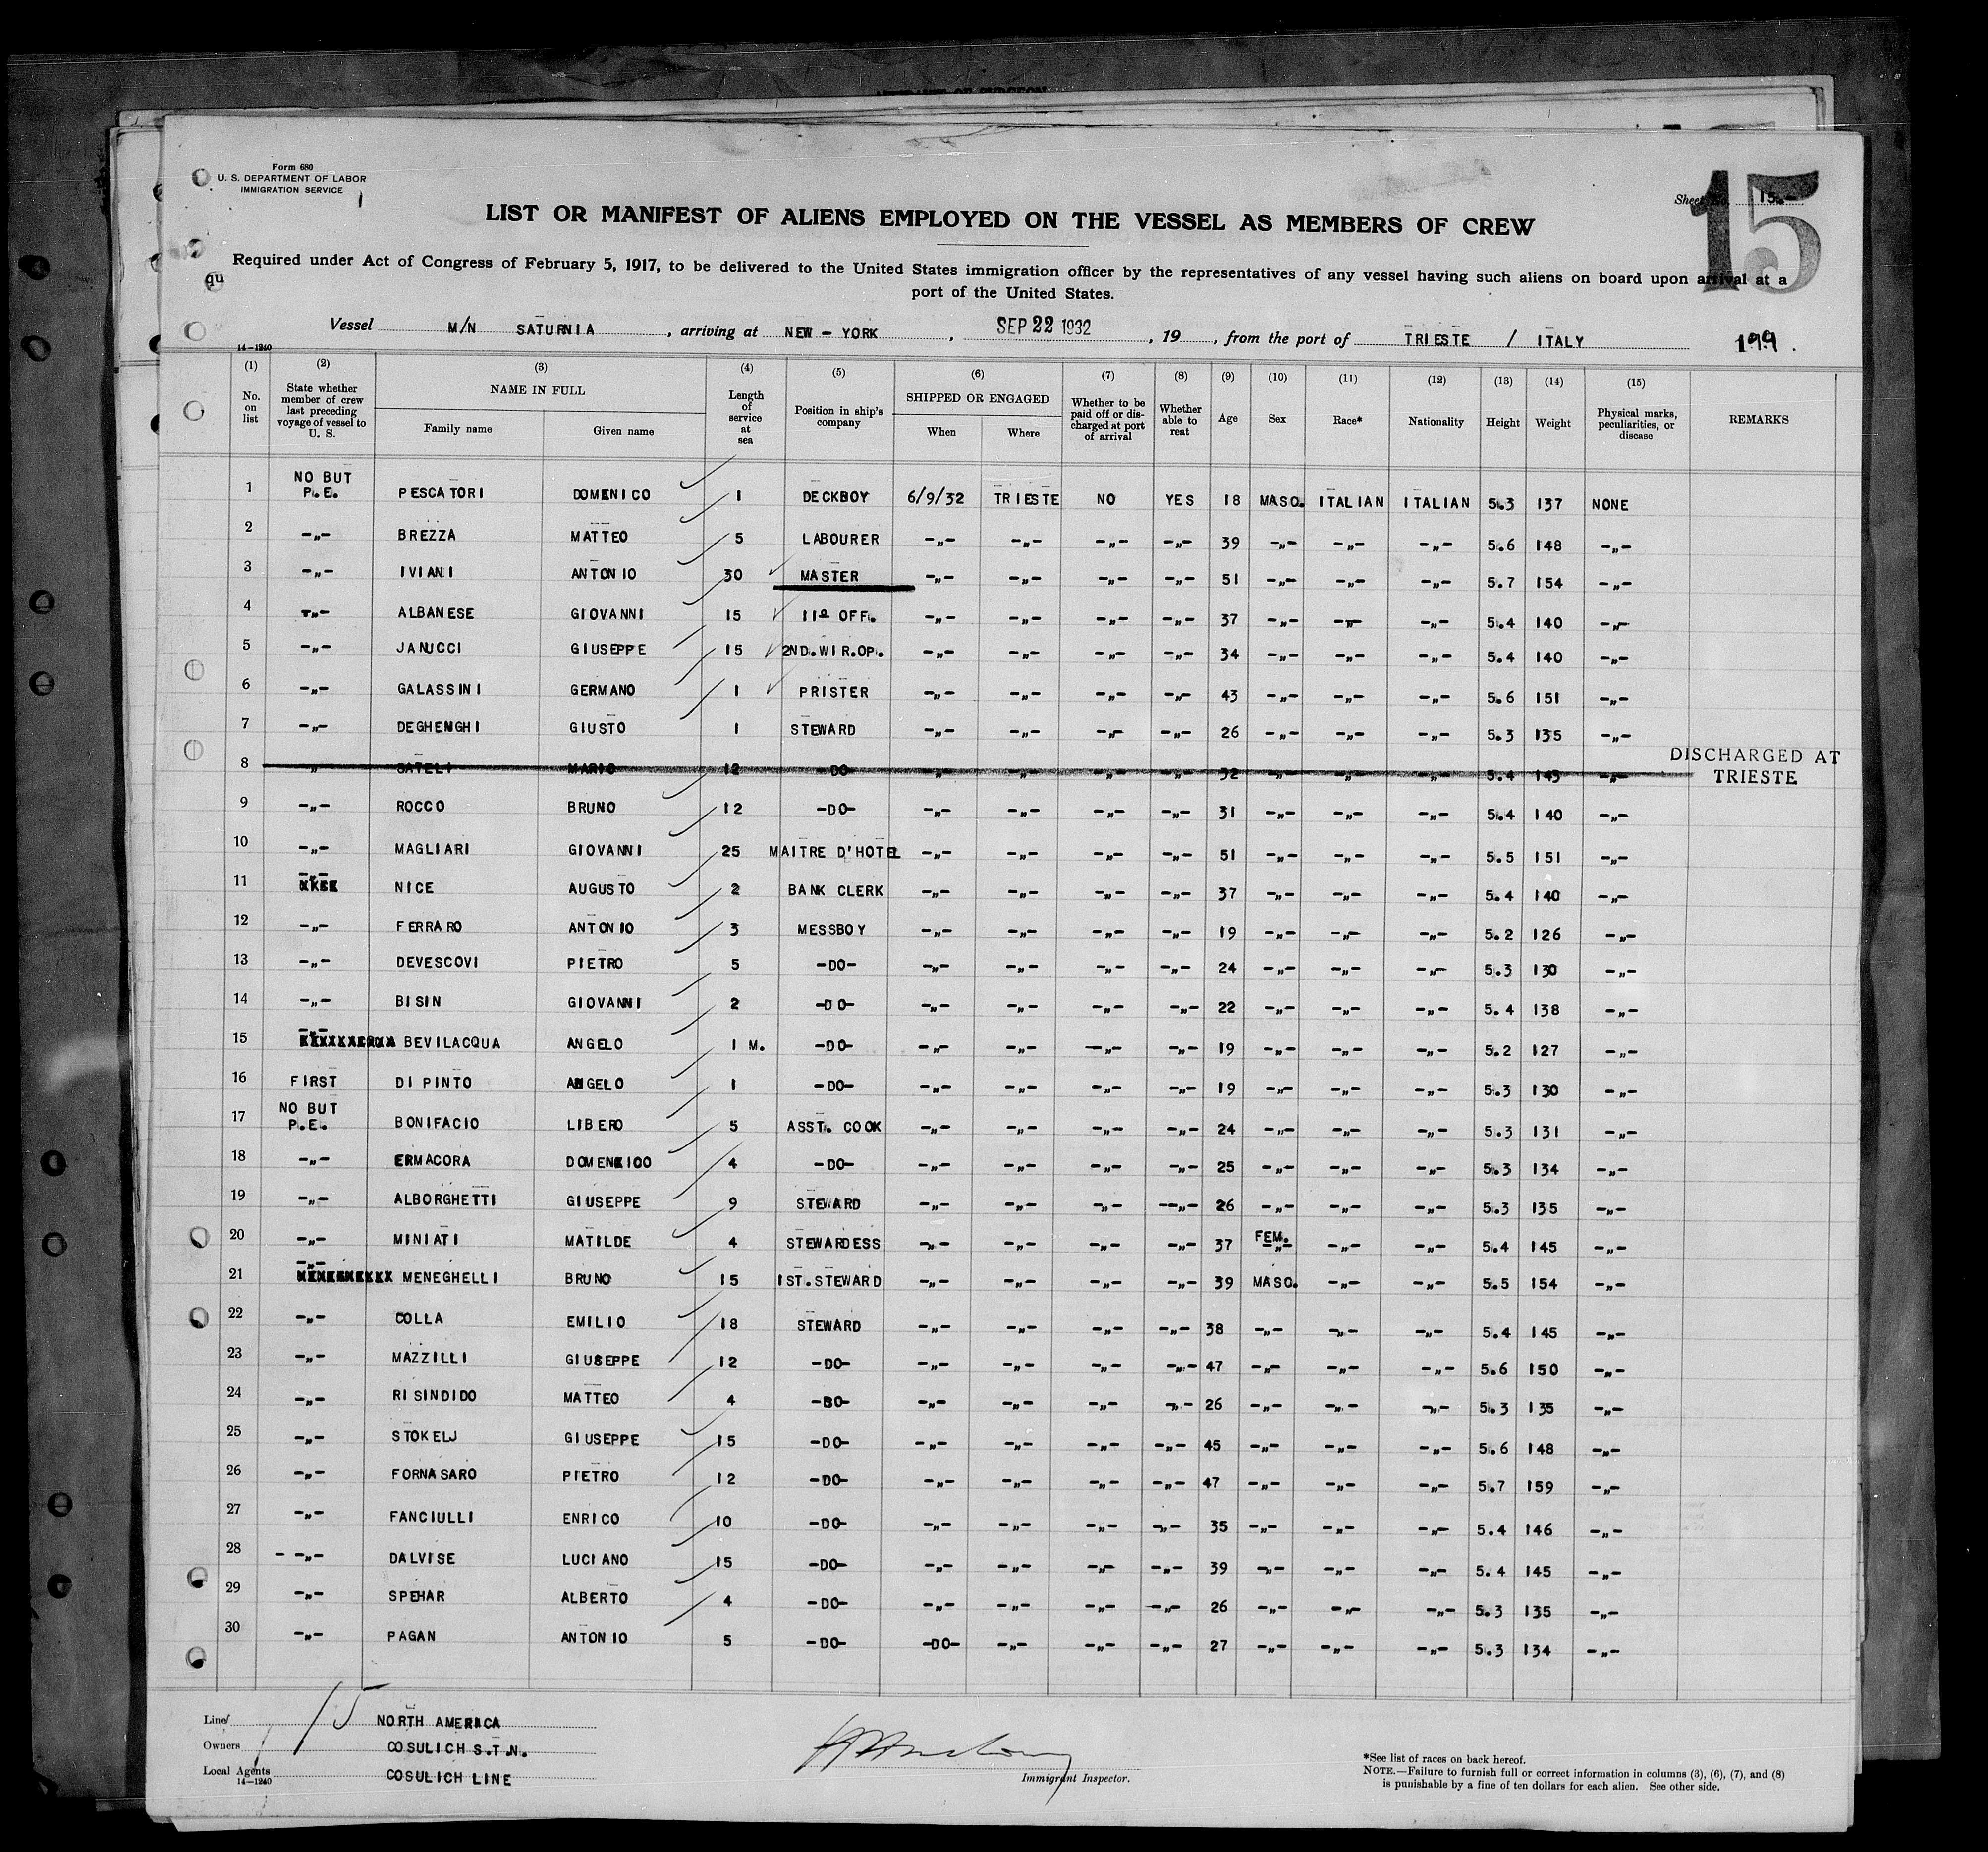 Form 680
U. S. DEPARTMENT OF LABOR
IMMIGRATION SERVICE
Sheet No. 15.-
15
LIST OR MANIFEST OF ALIENS EMPLOYED ON THE VESSEL AS MEMBERS OF CREW
Required under Act of Congress of February 5, 1917, to be delivered to the United States immigration officer by the representatives of any vessel having such aliens on board upon arrival at a
qu
port of the United States.
Vessel M/N SATURNIA , arriving at NEW - YORK , SEP 22 1932 , 19 , from the port of TRIESTE / ITALY 199.
14-1240
(1) (2) (3) (4) (5) (6) (7) (8) (9) (10) (11) (12) (13) (14) (15)
No. on list State whether member of crew last preceding voyage of vessel to U. S. NAME IN FULL Family name Given name Length of service at sea Position in ship's company SHIPPED OR ENGAGED When Where Whether to be paid off or discharged at port of arrival Whether able to reat Age Sex Race* Nationality Height Weight Physical marks, peculiarities, or disease REMARKS
1 NO BUT P.E. PESCATORI DOMENICO 1 DECKBOY 6/9/32 TRIESTE NO YES 18 MASC. ITALIAN ITALIAN 5.3 137 NONE
2 -"- BREZZA MATTEO 5 LABOURER -"- -"- -"- -"- 39 -"- -"- -"- 5.6 148 -"-
3 -"- IVIANI ANTONIO 30 MASTER -"- -"- -"- -"- 51 -"- -"- -"- 5.7 154 -"-
4 -"- ALBANESE GIOVANNI 15 IIº OFF. -"- -"- -"- -"- 37 -"- -"- -"- 5.4 140 -"-
5 -"- JANUCCI GIUSEPPE 15 2ND.WIR.OP. -"- -"- -"- -"- 34 -"- -"- -"- 5.4 140 -"-
6 -"- GALASSINI GERMANO 1 PRISTER -"- -"- -"- -"- 43 -"- -"- -"- 5.6 151 -"-
7 -"- DEGHENGHI GIUSTO 1 STEWARD -"- -"- -"- -"- 26 -"- -"- -"- 5.3 135 -"-
8 " SATELI MARIO 12 -DO- -"- -"- -"- -"- 32 -"- -"- -"- 5.4 143 -"- DISCHARGED AT TRIESTE
9 -"- ROCCO BRUNO 12 -DO- -"- -"- -"- -"- 31 -"- -"- -"- 5.4 140 -"-
10 -"- MAGLIARI GIOVANNI 25 MAITRE D'HOTEL -"- -"- -"- -"- 51 -"- -"- -"- 5.5 151 -"-
11 -"- NICE AUGUSTO 2 BANK CLERK -"- -"- -"- -"- 37 -"- -"- -"- 5.4 140 -"-
12 -"- FERRARO ANTONIO 3 MESSBOY -"- -"- -"- -"- 19 -"- -"- -"- 5.2 126 -"-
13 -"- DEVESCOVI PIETRO 5 -DO- -"- -"- -"- -"- 24 -"- -"- -"- 5.3 130 -"-
14 -"- BISIN GIOVANNI 2 -DO- -"- -"- -"- -"- 22 -"- -"- -"- 5.4 138 -"-
15 -"- BEVILACQUA ANGELO 1 M. -DO- -"- -"- -"- -"- 19 -"- -"- -"- 5.2 127 -"-
16 FIRST DI PINTO ANGELO 1 -DO- -"- -"- -"- -"- 19 -"- -"- -"- 5.3 130 -"-
17 NO BUT P.E. BONIFACIO LIBERO 5 ASST. COOK -"- -"- -"- -"- 24 -"- -"- -"- 5.3 131 -"-
18 -"- ERMACORA DOMENICO 4 -DO- -"- -"- -"- -"- 25 -"- -"- -"- 5.3 134 -"-
19 -"- ALBORGHETTI GIUSEPPE 9 STEWARD -"- -"- -"- --"- 26 -"- -"- -"- 5.3 135 -"-
20 -"- MINIATI MATILDE 4 STEWARDESS -"- -"- -"- -"- 37 FEM. -"- -"- 5.4 145 -"-
21 -"- MENEGHELLI BRUNO 15 1ST.STEWARD -"- -"- -"- -"- 39 MASC. -"- -"- 5.5 154 -"-
22 -"- COLLA EMILIO 18 STEWARD -"- -"- -"- -"- 38 -"- -"- -"- 5.4 145 -"-
23 -"- MAZZILLI GIUSEPPE 12 -DO- -"- -"- -"- -"- 47 -"- -"- -"- 5.6 150 -"-
24 -"- RISINDIDO MATTEO 4 -DO- -"- -"- -"- -"- 26 -"- -"- -"- 5.3 135 -"-
25 -"- STOKELJ GIUSEPPE 15 -DO- -"- -"- -"- -"- 45 -"- -"- -"- 5.6 148 -"-
26 -"- FORNASARO PIETRO 12 -DO- -"- -"- -"- -"- 47 -"- -"- -"- 5.7 159 -"-
27 -"- FANCIULLI ENRICO 10 -DO- -"- -"- -"- -"- 35 -"- -"- -"- 5.4 146 -"-
28 - -"- DALVISE LUCIANO 15 -DO- -"- -"- -"- -"- 39 -"- -"- -"- 5.4 145 -"-
29 -"- SPEHAR ALBERTO 4 -DO- -"- -"- -"- -"- 26 -"- -"- -"- 5.3 135 -"-
30 -"- PAGAN ANTONIO 5 -DO- -DO- -"- -"- -"- 27 -"- -"- -"- 5.3 134 -"-
15
Line NORTH AMERICA
Owners COSULICH S.T.N.
Local Agents COSULICH LINE
14-1240
Immigrant Inspector.
*See list of races on back hereof.
NOTE.—Failure to furnish full or correct information in columns (3), (6), (7), and (8)
is punishable by a fine of ten dollars for each alien. See other side.